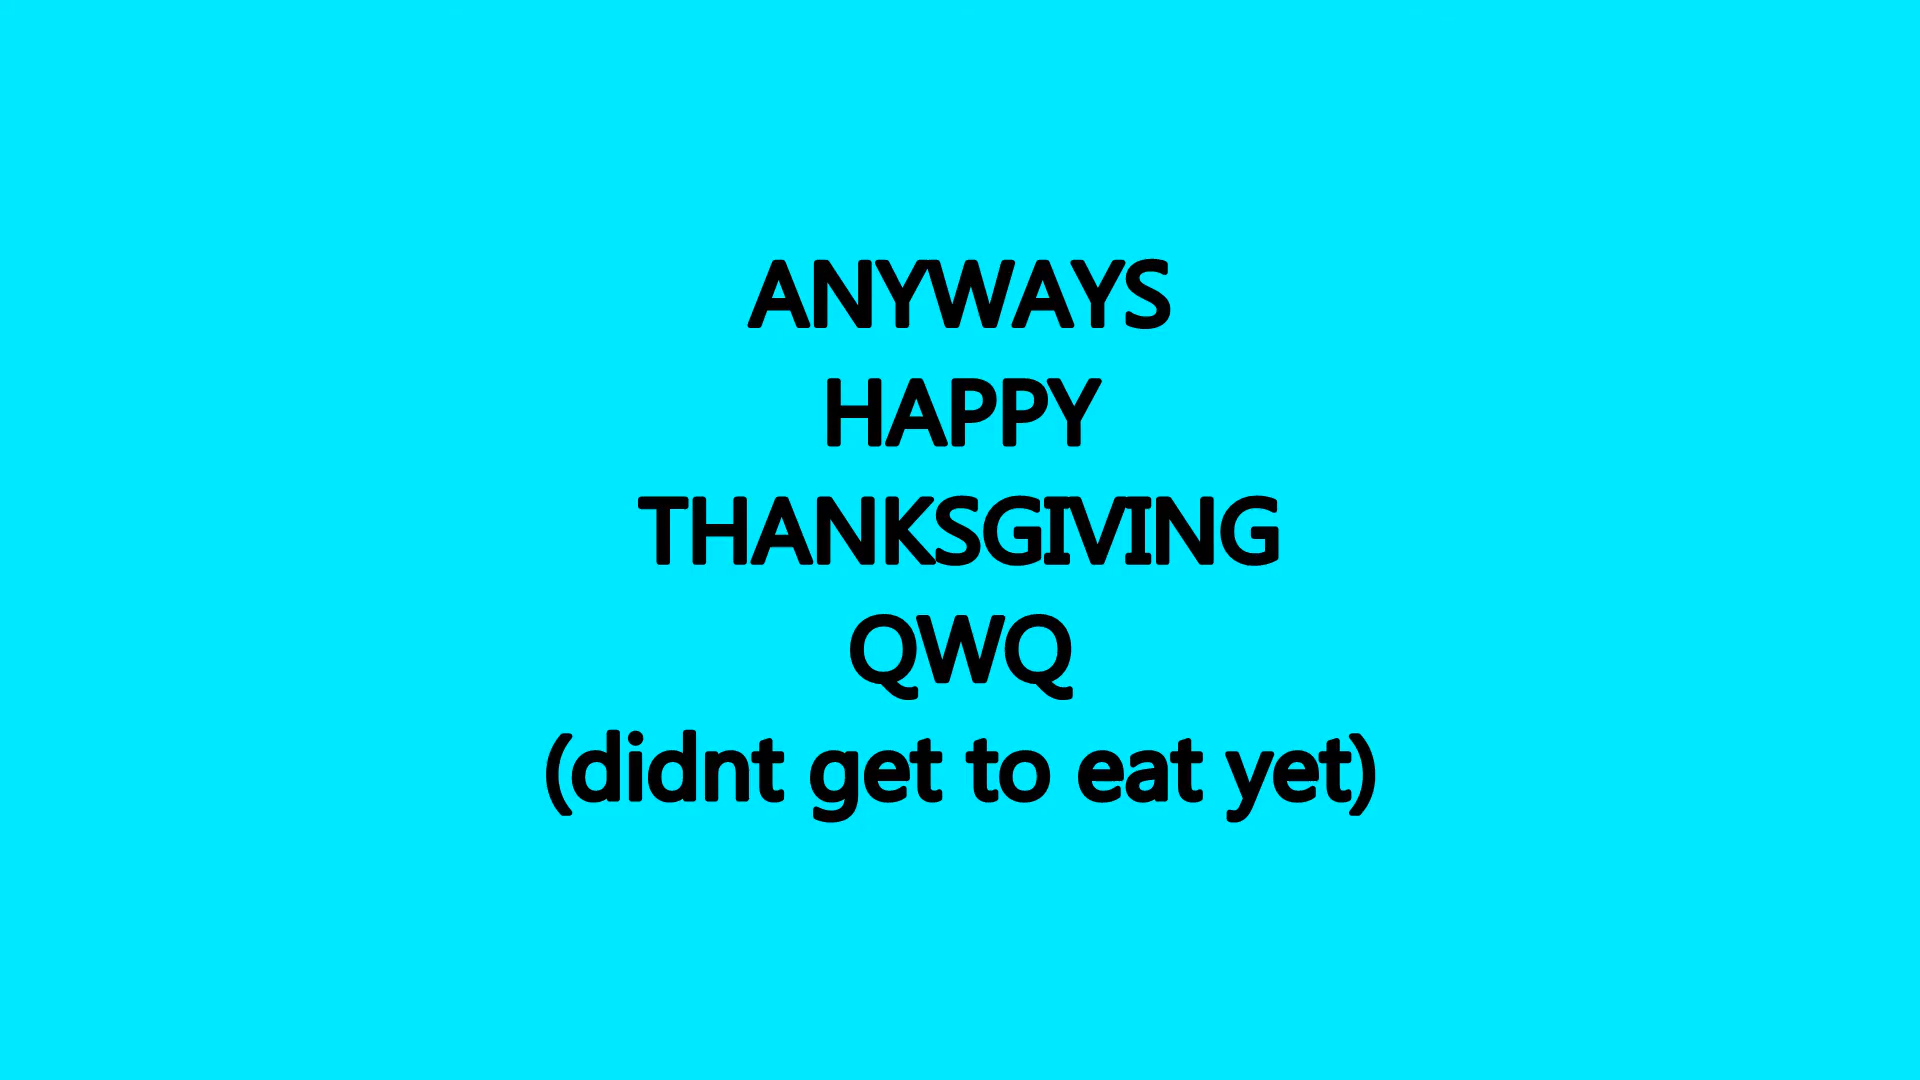 ANYWAYS
HAPPY
THANKSGIVING
QWQ
(didnt get to eat yet)